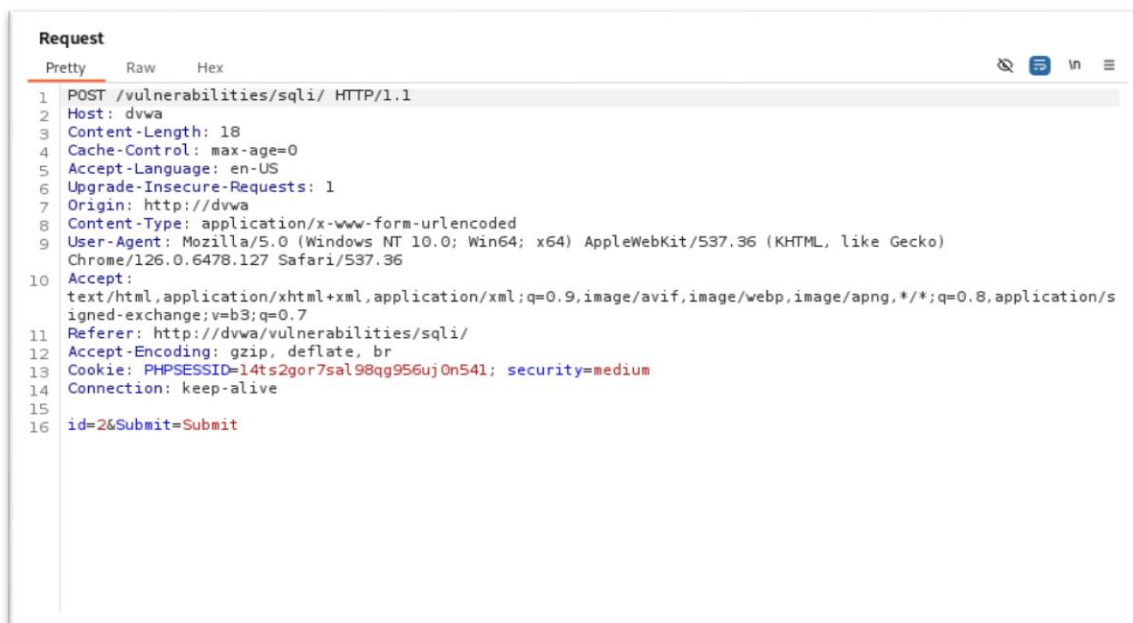 Request
Pretty Raw Hex \n
1 POST /vulnerabilities/sqli/ HTTP/1.1
2 Host: dvwa
3 Content-Length: 18
4 Cache-Control: max-age=0
5 Accept-Language: en-US
6 Upgrade-Insecure-Requests: 1
7 Origin: http://dvwa
8 Content-Type: application/x-www-form-urlencoded
9 User-Agent: Mozilla/5.0 (Windows NT 10.0; Win64; x64) AppleWebKit/537.36 (KHTML, like Gecko)
Chrome/126.0.6478.127 Safari/537.36
10 Accept:
text/html,application/xhtml+xml,application/xml;q=0.9,image/avif,image/webp,image/apng,*/*;q=0.8,application/s
igned-exchange;v=b3;q=0.7
11 Referer: http://dvwa/vulnerabilities/sqli/
12 Accept-Encoding: gzip, deflate, br
13 Cookie: PHPSESSID=14ts2gor7sal98qg956uj0n541; security=medium
14 Connection: keep-alive
15
16 id=2&Submit=Submit